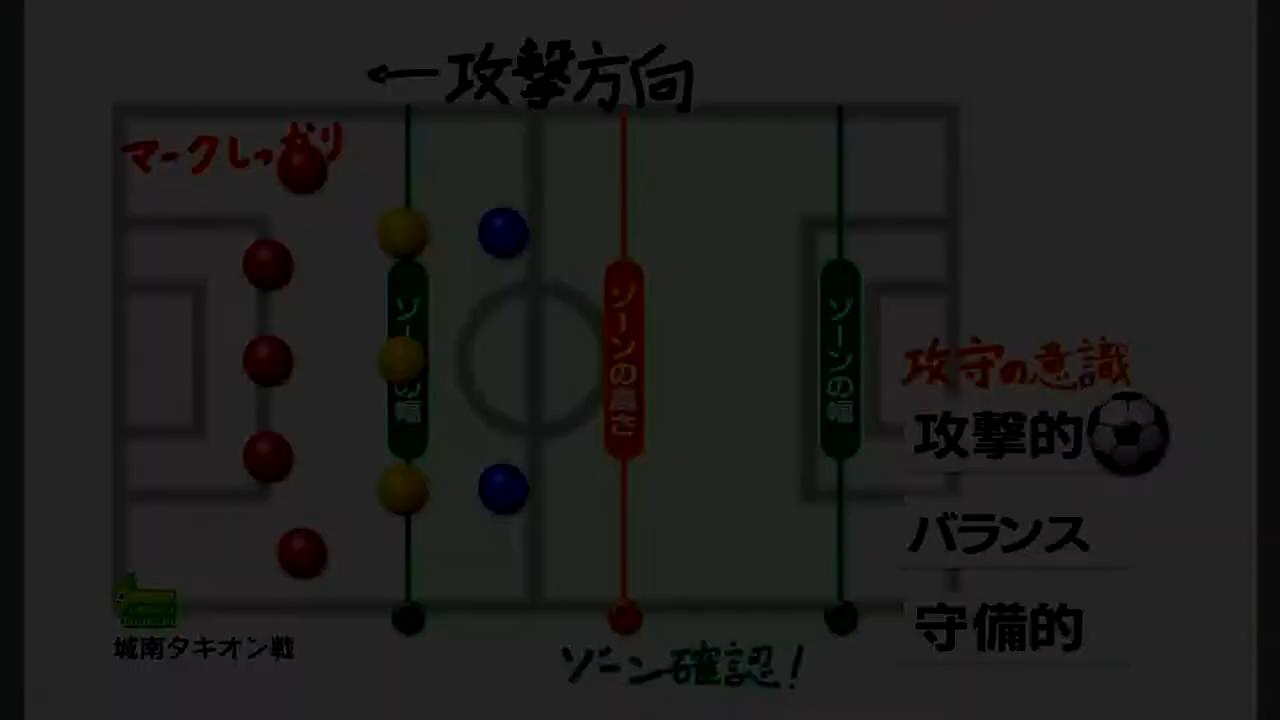 ←攻撃方向
マークしっかり
ゾーンの幅
ゾーンの高さ
ゾーンの幅
攻守の意識
攻撃的
バランス
守備的
城南タキオン戦
ゾーン確認!